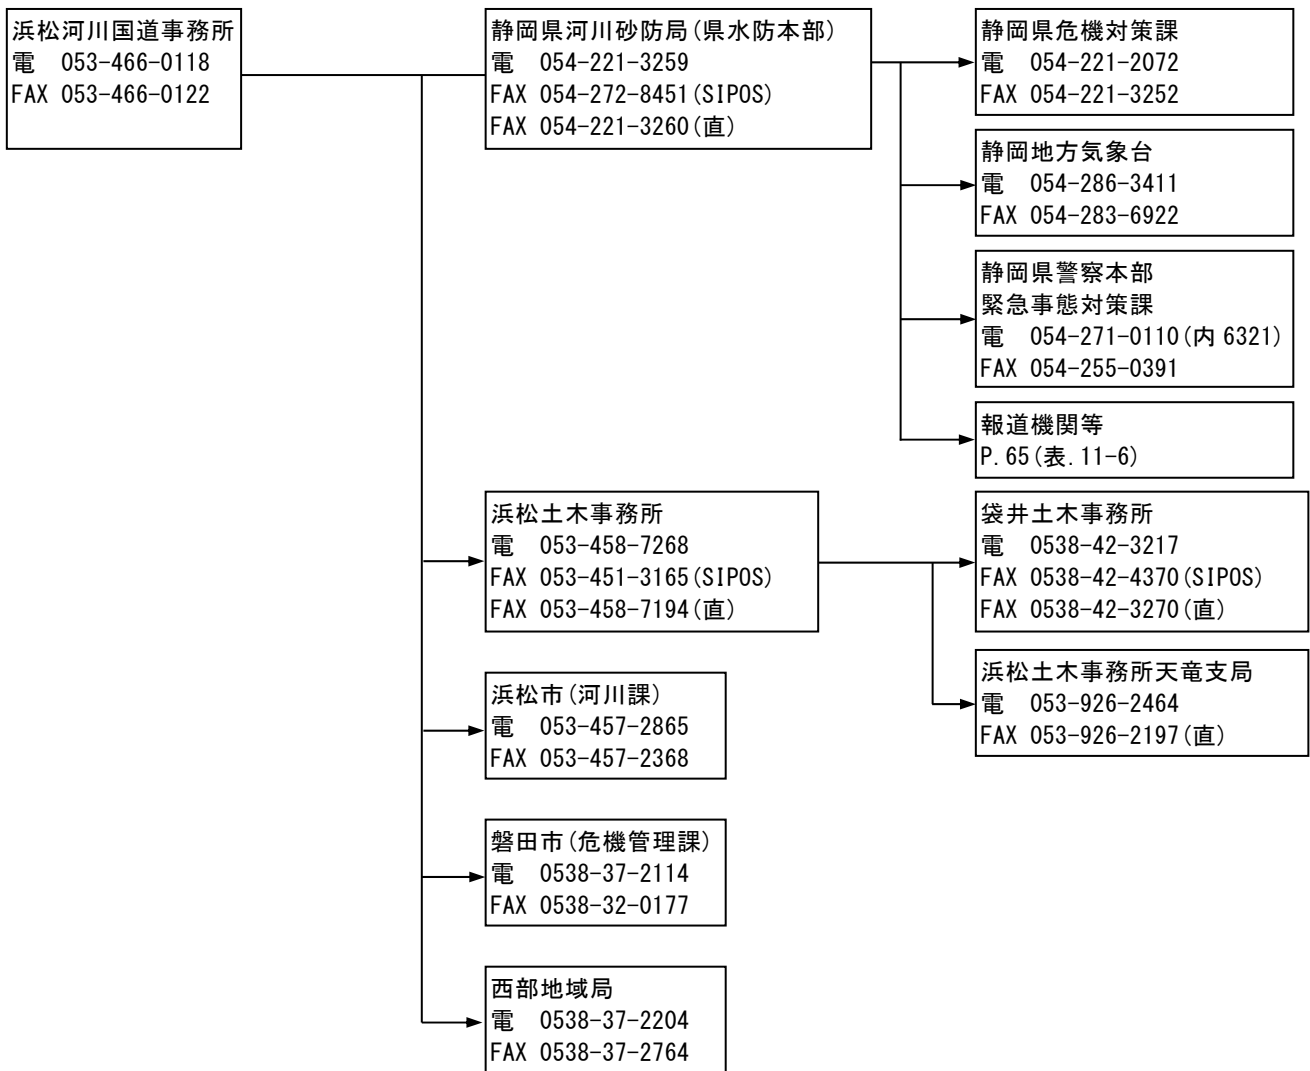 浜松河川国道事務所
電　053-466-0118
FAX 053-466-0122
静岡県河川砂防局(県水防本部)
電　054-221-3259
FAX 054-272-8451(SIPOS)
FAX 054-221-3260(直)
静岡県危機対策課
電　054-221-2072
FAX 054-221-3252
静岡地方気象台
電　054-286-3411
FAX 054-283-6922
静岡県警察本部
緊急事態対策課
電　054-271-0110(内 6321)
FAX 054-255-0391
報道機関等
P.65(表.11-6)
浜松土木事務所
電　053-458-7268
FAX 053-451-3165(SIPOS)
FAX 053-458-7194(直)
袋井土木事務所
電　0538-42-3217
FAX 0538-42-4370(SIPOS)
FAX 0538-42-3270(直)
浜松土木事務所天竜支局
電　053-926-2464
FAX 053-926-2197(直)
浜松市(河川課)
電　053-457-2865
FAX 053-457-2368
磐田市(危機管理課)
電　0538-37-2114
FAX 0538-32-0177
西部地域局
電　0538-37-2204
FAX 0538-37-2764